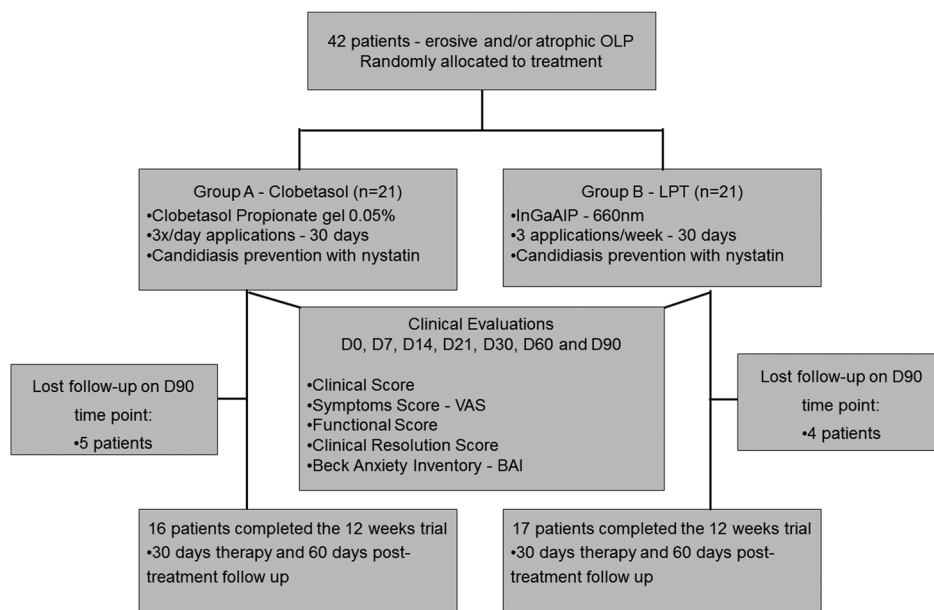 42 patients - erosive and/or atrophic OLP
Randomly allocated to treatment
Group A - Clobetasol (n=21)
•Clobetasol Propionate gel 0.05%
•3x/day applications - 30 days
•Candidiasis prevention with nystatin
Group B - LPT (n=21)
•InGaAlP - 660nm
•3 applications/week - 30 days
•Candidiasis prevention with nystatin
Clinical Evaluations
D0, D7, D14, D21, D30, D60 and D90
•Clinical Score
•Symptoms Score - VAS
•Functional Score
•Clinical Resolution Score
•Beck Anxiety Inventory - BAI
Lost follow-up on D90
time point:
•5 patients
Lost follow-up on D90
time point:
•4 patients
16 patients completed the 12 weeks trial
•30 days therapy and 60 days post-
treatment follow up
17 patients completed the 12 weeks trial
•30 days therapy and 60 days post-
treatment follow up